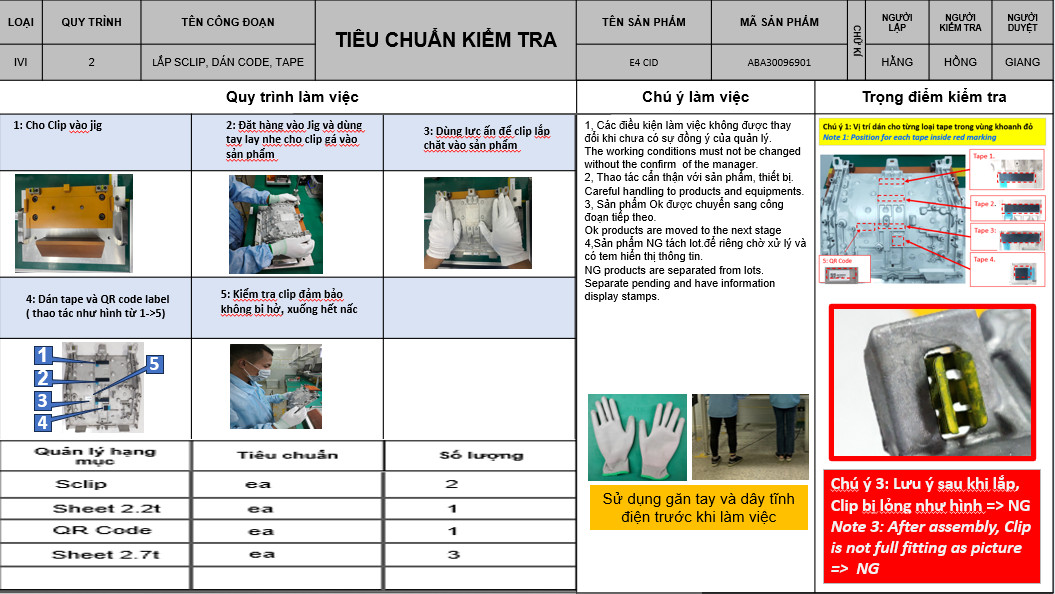 LOẠI
QUY TRÌNH
TÊN CÔNG ĐOẠN
TIÊU CHUẨN KIỂM TRA
TÊN SẢN PHẨM
MÃ SẢN PHẨM
CHỮ KÍ
NGƯỜI
LẬP
NGƯỜI
KIỂM TRA
NGƯỜI
DUYỆT
IVI
2
LẮP SCLIP, DÁN CODE, TAPE
E4 CID
ABA30096901
HẰNG
HỒNG
GIANG
Quy trình làm việc
1: Cho Clip vào jig
2: Đặt hàng vào Jig và dùng
tay lay nhẹ cho clip gá vào
sản phẩm
3: Dùng lực ấn để clip lắp
chặt vào sản phẩm
4: Dán tape và QR code label
( thao tác như hình từ 1->5)
5: Kiểm tra clip đảm bảo
không bị hở, xuống hết nấc
1
2
3
4
5
Quản lý hạng
mục
Tiêu chuẩn
Số lượng
Sclip
ea
2
Sheet 2.2t
ea
1
QR Code
ea
1
Sheet 2.7t
ea
3
Chú ý làm việc
1, Các điều kiện làm việc không được thay
đổi khi chưa có sự đồng ý của quản lý.
The working conditions must not be changed
without the confirm of the manager.
2, Thao tác cẩn thận với sản phẩm, thiết bị.
Careful handling to products and equipments.
3, Sản phẩm Ok được chuyển sang công
đoạn tiếp theo.
Ok products are moved to the next stage
4,Sản phẩm NG tách lot.để riêng chờ xử lý và
có tem hiển thị thông tin.
NG products are separated from lots.
Separate pending and have information
display stamps.
Sử dụng găn tay và dây tĩnh
điện trước khi làm việc
Trọng điểm kiểm tra
Chú ý 1: Vị trí dán cho từng loại tape trong vùng khoanh đỏ
Note 1: Position for each tape inside red marking
Tape 1.
Tape 2.
Tape 3:
Tape 4.
5: QR Code
Chú ý 3: Lưu ý sau khi lắp,
Clip bị lỏng như hình => NG
Note 3: After assembly, Clip
is not full fitting as picture
=> NG